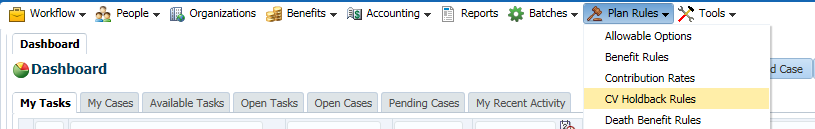 Workflow People Organizations Benefits Accounting Reports Batches Plan Rules Tools
Dashboard
Allowable Options
Benefit Rules
Dashboard
d Case
Contribution Rates
My Tasks My Cases Available Tasks Open Tasks Open Cases Pending Cases My Recent Activity
CV Holdback Rules
Death Benefit Rules